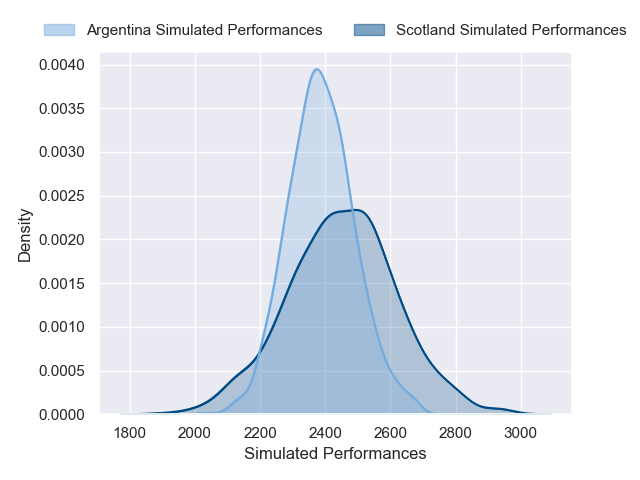 Argentina Simulated Performances
Scotland Simulated Performances
0.0040
0.0035
0.0030
0.0025
0.0020
0.0015
0.0010
0.0005
0.0000
Density
1800 2000 2200 2400 2600 2800 3000
Simulated Performances